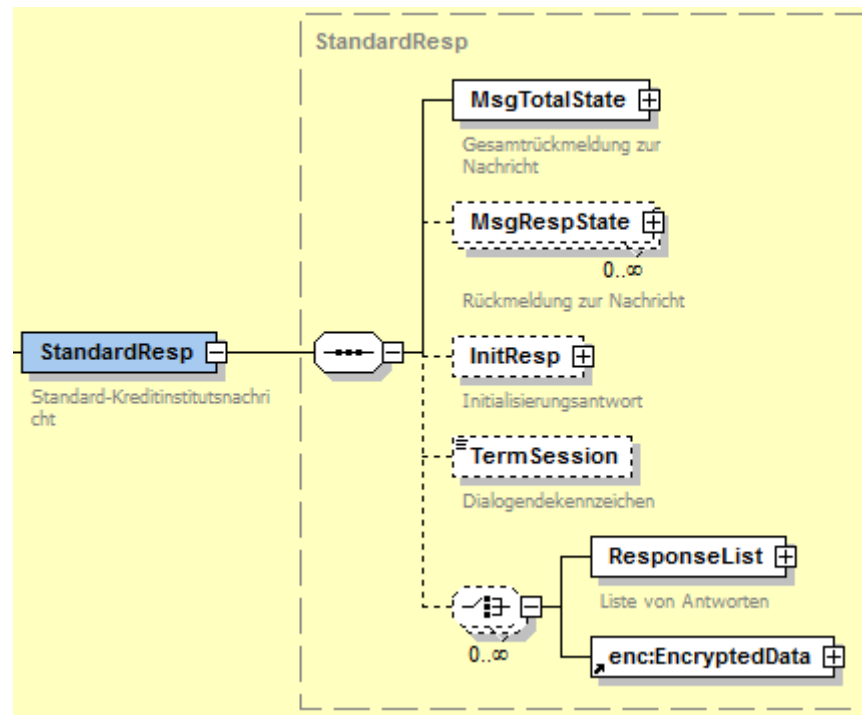 StandardResp
MsgTotalState
Gesamtrückmeldung zur
Nachricht
MsgRespState
0..∞
Rückmeldung zur Nachricht
StandardResp
Standard-Kreditinstitutsnachri
cht
InitResp
Initialisierungsantwort
TermSession
Dialogendekennzeichen
ResponseList
Liste von Antworten
0..∞
enc:EncryptedData